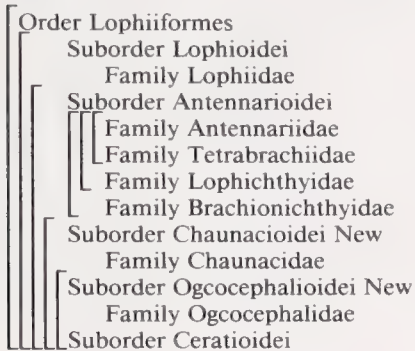 Order Lophiiformes
Suborder Lophioidei
Family Lophiidae
Suborder Antennarioidei
Family Antennariidae
Family Tetrabrachiidae
Family Lophichthyidae
Family Brachionichthyidae
Suborder Chaunacioidei New
Family Chaunacidae
Suborder Ogcocephalioidei New
Family Ogcocephalidae
Suborder Ceratioidei